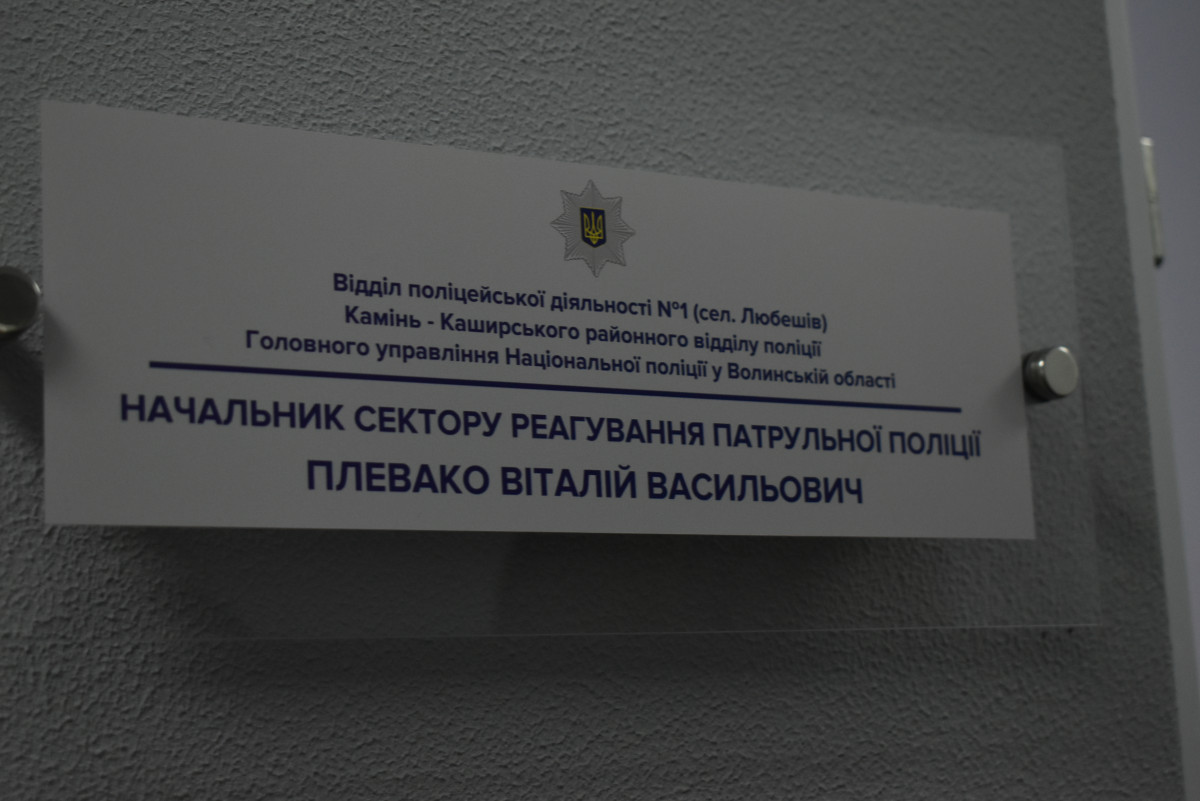 Відділ поліцейської діяльності №1 (сел. Любешів)
Камінь - Каширського районного відділу поліції
Головного управління Національної поліції у Волинській області
НАЧАЛЬНИК СЕКТОРУ РЕАГУВАННЯ ПАТРУЛЬНОЇ ПОЛІЦІЇ
ПЛЕВАКО ВІТАЛІЙ ВАСИЛЬОВИЧ